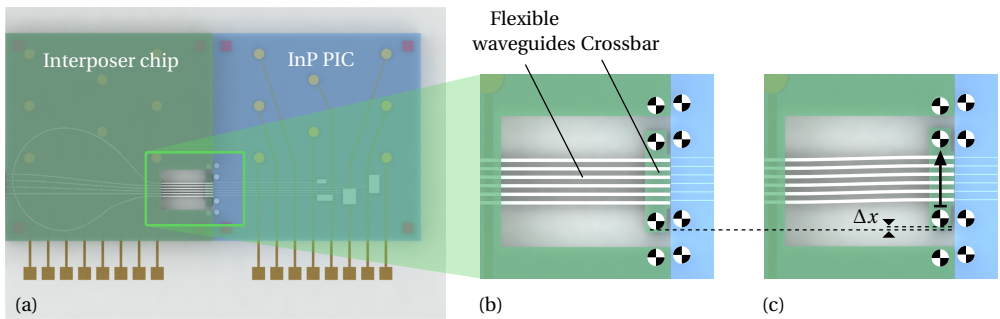 Interposer chip
InP PIC
(a)
Flexible
waveguides Crossbar
(b)
Δx
(c)